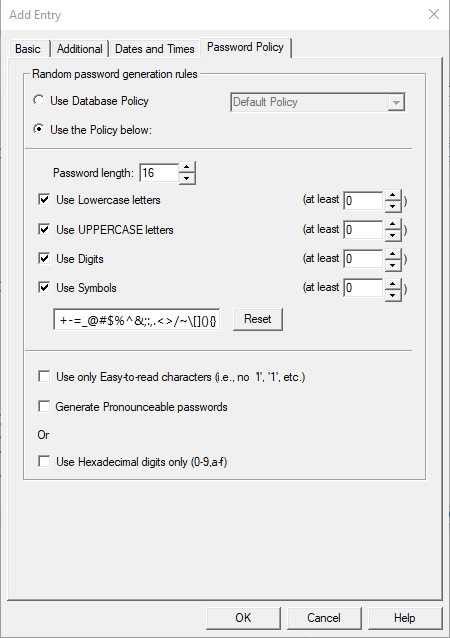 Add Entry
Basic Additional Dates and Times Password Policy
Random password generation rules
Use Database Policy Default Policy
Use the Policy below:
Password length: 16
Use Lowercase letters (at least 0 )
Use UPPERCASE letters (at least 0 )
Use Digits (at least 0 )
Use Symbols (at least 0 )
+-=_@#$%^&;:,.<>/~\[](){} Reset
Use only Easy-to-read characters (i.e., no 1', '1', etc.)
Generate Pronounceable passwords
Or
Use Hexadecimal digits only (0-9,a-f)
OK Cancel Help